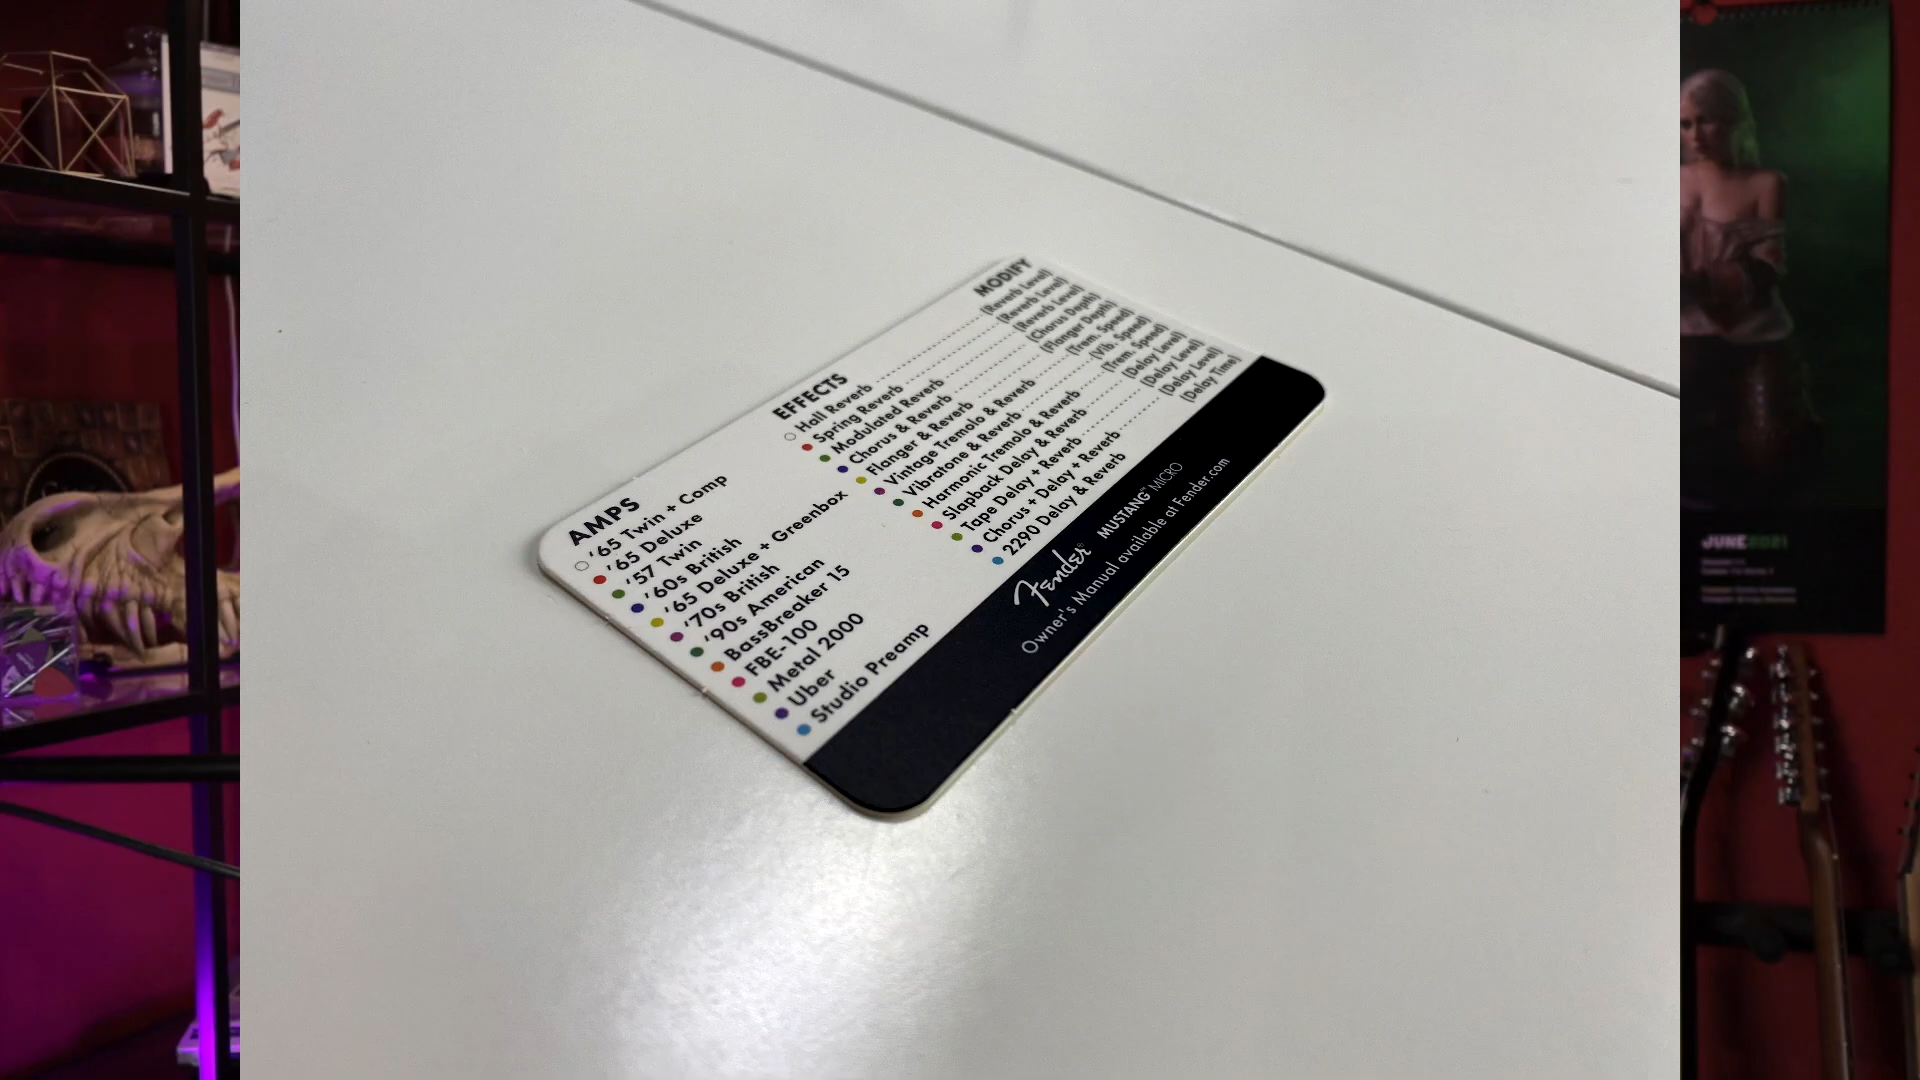 AMPS
'65 Twin + Comp
'65 Deluxe
'57 Twin
'60s British
'65 Deluxe + Greenbox
'70s British
'90s American
BassBreaker 15
FBE-100
Metal 2000
Uber
Studio Preamp
EFFECTS MODIFY
Hall Reverb (Reverb Level)
Spring Reverb (Reverb Level)
Modulated Reverb (Reverb Level)
Chorus & Reverb (Chorus Depth)
Flanger & Reverb (Flanger Depth)
Vintage Tremolo & Reverb (Trem. Speed)
Vibratone & Reverb (Vib. Speed)
Harmonic Tremolo & Reverb (Trem. Speed)
Slapback Delay & Reverb (Delay Level)
Tape Delay + Reverb (Delay Level)
Chorus + Delay + Reverb (Delay Level)
2290 Delay & Reverb (Delay Time)
Fender® MUSTANG™ MICRO
Owner's Manual available at Fender.com
JUNE 2021